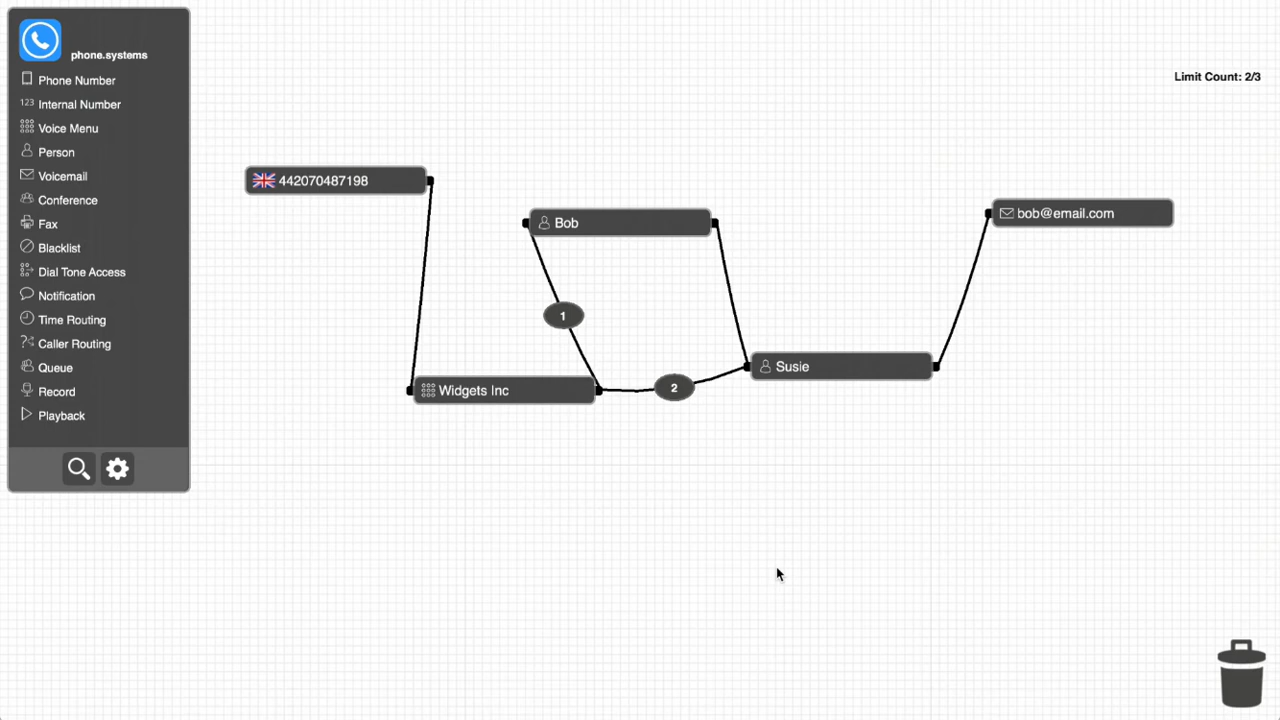 phone.systems
Phone Number
123 Internal Number
Voice Menu
Person
Voicemail
Conference
Fax
Blacklist
Dial Tone Access
Notification
Time Routing
Caller Routing
Queue
Record
Playback
Limit Count: 2/3
442070487198
Bob
bob@email.com
1
Susie
Widgets Inc
2